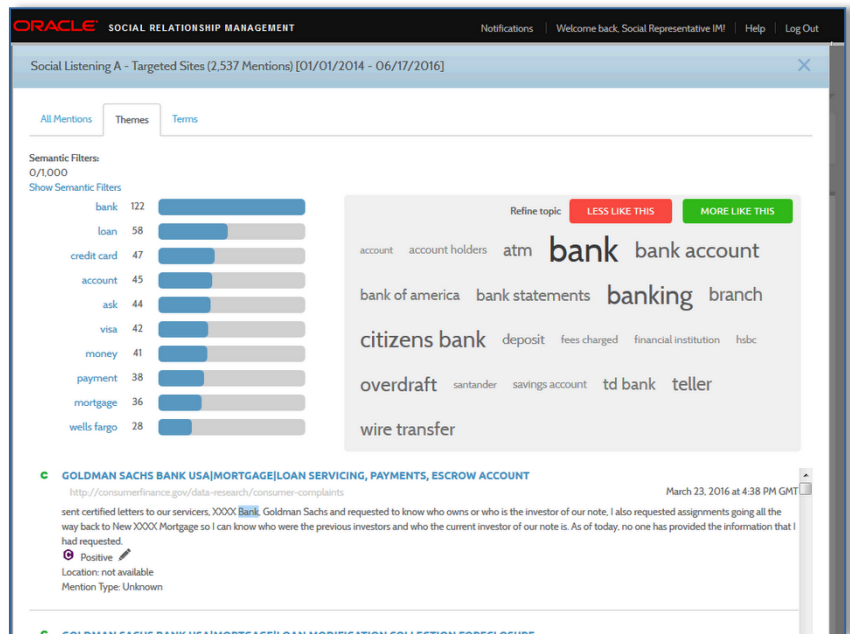 ORACLE SOCIAL RELATIONSHIP MANAGEMENT Notifications Welcome back, Social Representative IM! Help Log Out
Social Listening A - Targeted Sites (2,537 Mentions) [01/01/2014 - 06/17/2016]
All Mentions Themes Terms
Semantic Filters:
0/1,000
Show Semantic Filters
bank 122
loan 58
credit card 47
account 45
ask 44
visa 42
money 41
payment 38
mortgage 36
wells fargo 28
Refine topic LESS LIKE THIS MORE LIKE THIS
account account holders atm bank bank account
bank of america bank statements banking branch
citizens bank deposit fees charged financial institution hsbc
overdraft santander savings account td bank teller
wire transfer
C GOLDMAN SACHS BANK USA|MORTGAGE|LOAN SERVICING, PAYMENTS, ESCROW ACCOUNT
http://consumerfinance.gov/data-research/consumer-complaints March 23, 2016 at 4:38 PM GMT
sent certified letters to our servicers, XXXX Bank, Goldman Sachs and requested to know who owns or who is the investor of our note, I also requested assignments going all the
way back to New XXXX Mortgage so I can know who were the previous investors and who the current investor of our note is. As of today, no one has provided the information that I
had requested.
C Positive
Location: not available
Mention Type: Unknown
C GOLDMAN SACHS BANK USA|MORTGAGE|LOAN MODIFICATION COLLECTION FORECLOSURE